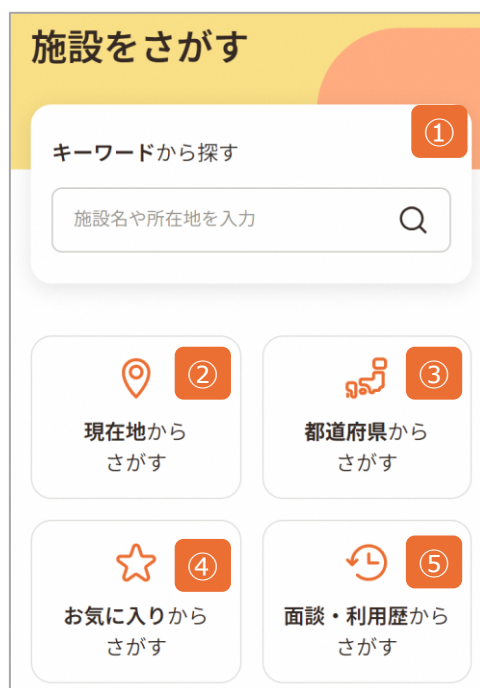 施設をさがす
①
キーワードから探す
施設名や所在地を入力
②
現在地から
さがす
③
都道府県から
さがす
④
お気に入りから
さがす
⑤
面談・利用歴から
さがす